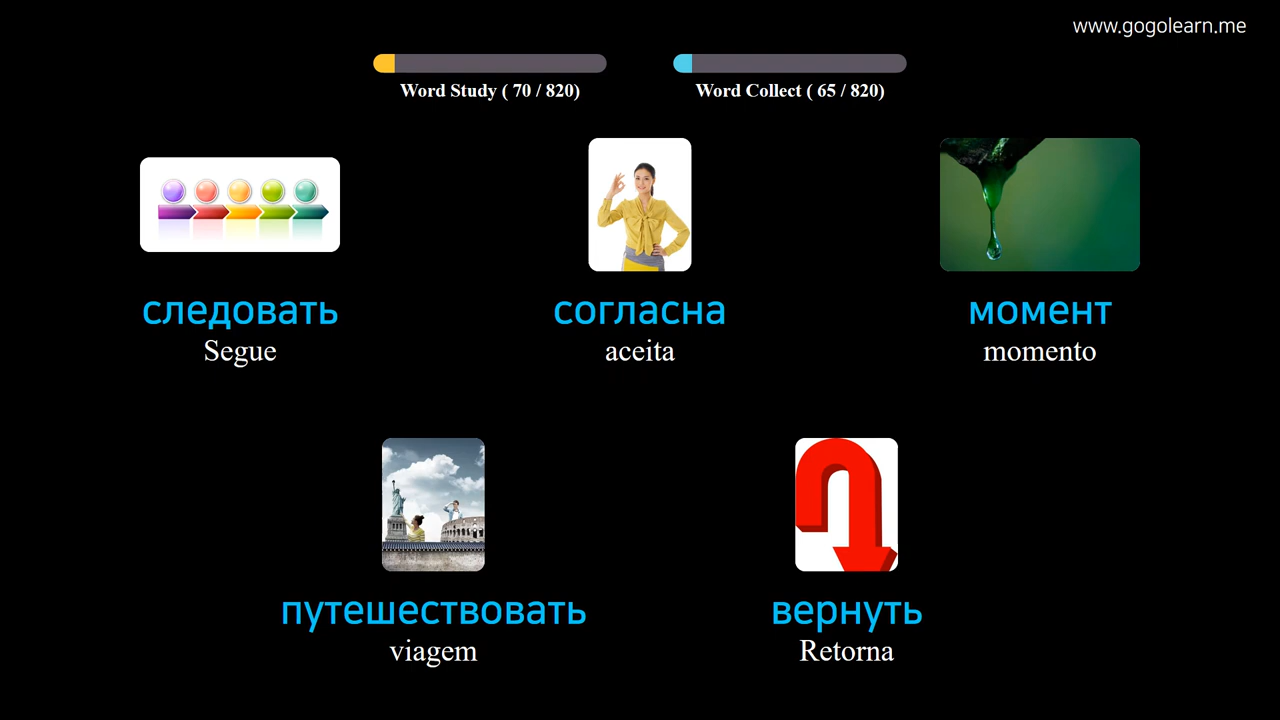 www.gogolearn.me
Word Study ( 70 / 820)
Word Collect ( 65 / 820)
следовать
Segue
согласна
aceita
момент
momento
путешествовать
viagem
вернуть
Retorna